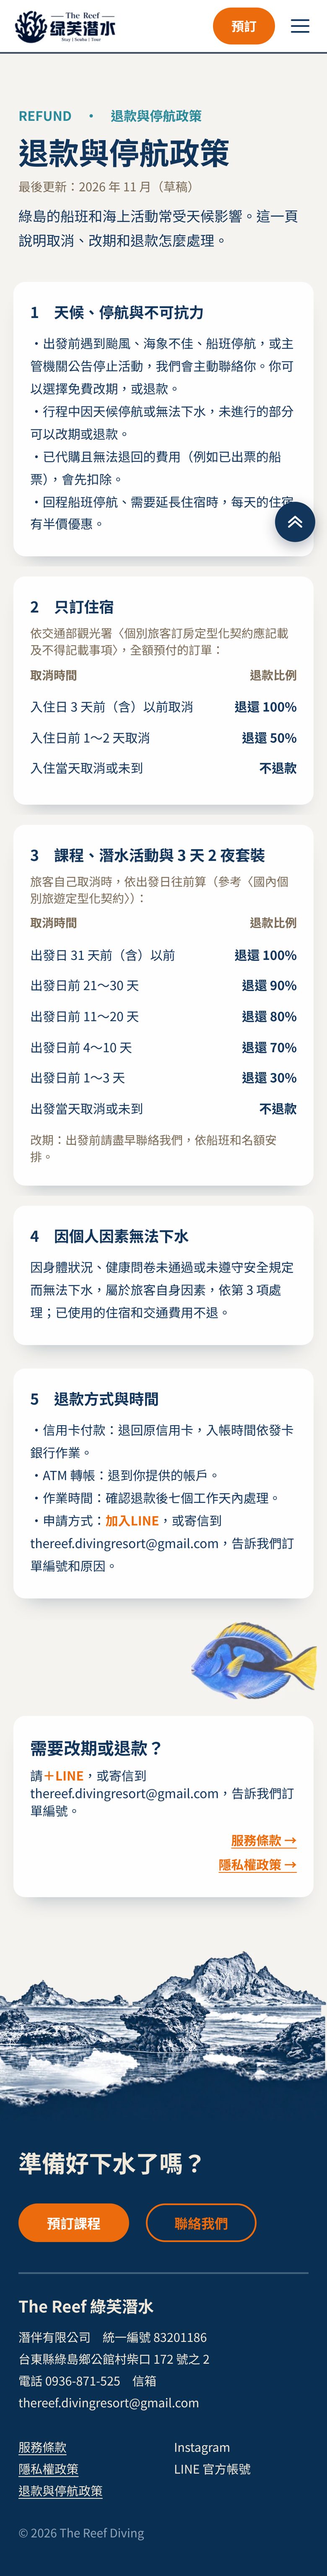 The Reef
綠芙潛水
Stay | Scuba | Tour
預訂
REFUND • 退款與停航政策
退款與停航政策
最後更新：2026 年 11 月（草稿）
綠島的船班和海上活動常受天候影響。這一頁
說明取消、改期和退款怎麼處理。
1 天候、停航與不可抗力
・出發前遇到颱風、海象不佳、船班停航，或主
管機關公告停止活動，我們會主動聯絡你。你可
以選擇免費改期，或退款。
・行程中因天候停航或無法下水，未進行的部分
可以改期或退款。
・已代購且無法退回的費用（例如已出票的船
票），會先扣除。
・回程船班停航、需要延長住宿時，每天的住宿
有半價優惠。
2 只訂住宿
依交通部觀光署〈個別旅客訂房定型化契約應記載
及不得記載事項〉，全額預付的訂單：
取消時間 退款比例
入住日 3 天前（含）以前取消 退還 100%
入住日前 1～2 天取消 退還 50%
入住當天取消或未到 不退款
3 課程、潛水活動與 3 天 2 夜套裝
旅客自己取消時，依出發日往前算（參考〈國內個
別旅遊定型化契約〉）：
取消時間 退款比例
出發日 31 天前（含）以前 退還 100%
出發日前 21～30 天 退還 90%
出發日前 11～20 天 退還 80%
出發日前 4～10 天 退還 70%
出發日前 1～3 天 退還 30%
出發當天取消或未到 不退款
改期：出發前請盡早聯絡我們，依船班和名額安
排。
4 因個人因素無法下水
因身體狀況、健康問卷未通過或未遵守安全規定
而無法下水，屬於旅客自身因素，依第 3 項處
理；已使用的住宿和交通費用不退。
5 退款方式與時間
・信用卡付款：退回原信用卡，入帳時間依發卡
銀行作業。
・ATM 轉帳：退到你提供的帳戶。
・作業時間：確認退款後七個工作天內處理。
・申請方式：加入LINE，或寄信到
thereef.divingresort@gmail.com，告訴我們訂
單編號和原因。
需要改期或退款？
請＋LINE，或寄信到
thereef.divingresort@gmail.com，告訴我們訂
單編號。
服務條款 →
隱私權政策 →
準備好下水了嗎？
預訂課程 聯絡我們
The Reef 綠芙潛水
潛伴有限公司 統一編號 83201186
台東縣綠島鄉公館村柴口 172 號之 2
電話 0936-871-525 信箱
thereef.divingresort@gmail.com
服務條款 Instagram
隱私權政策 LINE 官方帳號
退款與停航政策
© 2026 The Reef Diving